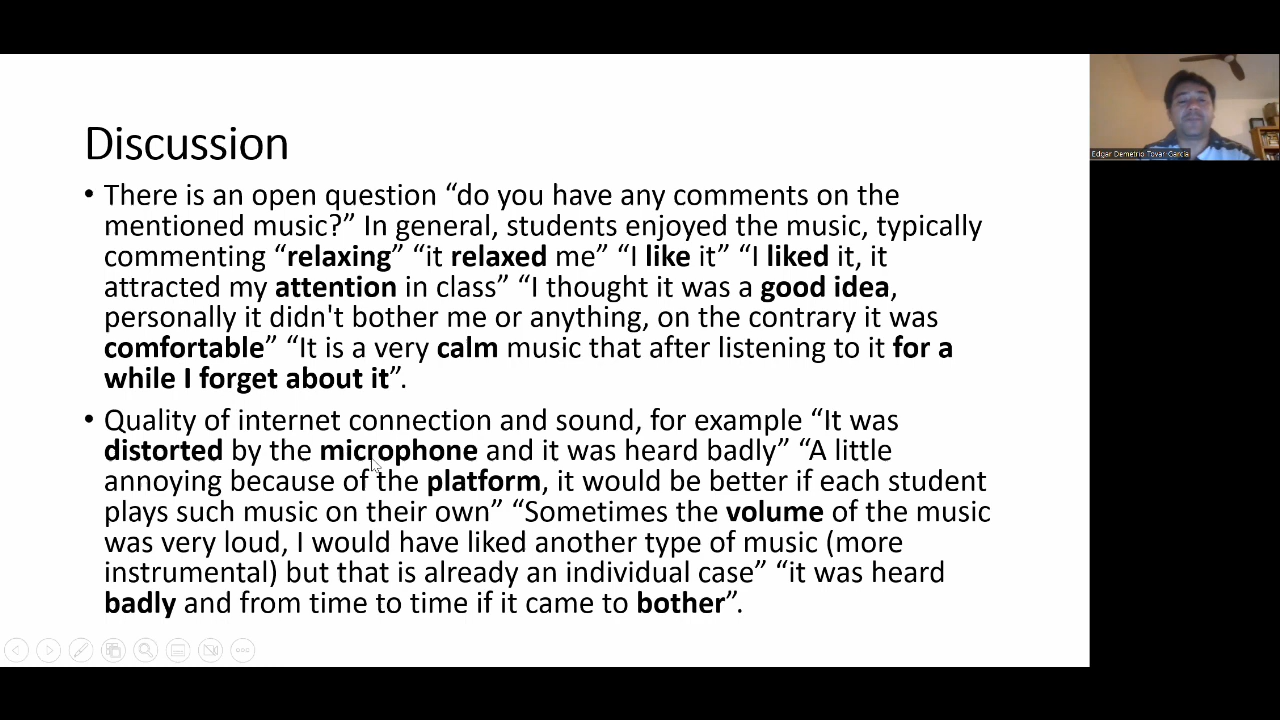 Discussion
• There is an open question “do you have any comments on the
mentioned music?” In general, students enjoyed the music, typically
commenting “relaxing” “it relaxed me” “I like it” “I liked it, it
attracted my attention in class” “I thought it was a good idea,
personally it didn't bother me or anything, on the contrary it was
comfortable” “It is a very calm music that after listening to it for a
while I forget about it”.
• Quality of internet connection and sound, for example “It was
distorted by the microphone and it was heard badly” “A little
annoying because of the platform, it would be better if each student
plays such music on their own” “Sometimes the volume of the music
was very loud, I would have liked another type of music (more
instrumental) but that is already an individual case” “it was heard
badly and from time to time if it came to bother”.
Edgar Demetrio Tovar-García